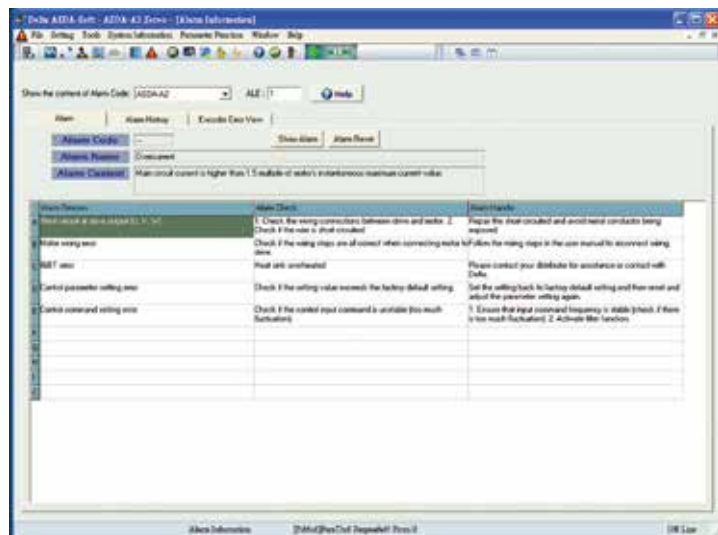 Delta ASDA-Soft - ASDA-A2 Servo - [Alarm Information]
File Setting Tools System Information Parameter Function Window Help
Show the content of Alarm Code: ASDA-A2 ALE : 1 Help
Alarm Alarm History Encoder Data View
Alarm Code -- Show Alarm Alarm Reset
Alarm Name Overcurrent
Alarm Content Main circuit current is higher than 1.5 multiple of motor's instantaneous maximum current value.
Alarm Reason Alarm Check Alarm Handle
Short circuit at drive output (U, V, W) 1. Check the wiring connections between drive and motor. 2. Check if the wire is short circuited. Repair the short circuited and avoid metal conductor being exposed.
Motor wiring error Check if the wiring steps are all correct when connecting motor to drive. Follow the wiring steps in the user manual to reconnect wiring.
IGBT error Heat sink overheated Please contact your distributor for assistance or contact with Delta.
Control parameter setting error Check if the setting value exceeds the factory default setting. Set the setting back to factory default setting and then reset and adjust the parameter setting again.
Control command setting error Check if the control input command is unstable (too much fluctuation). 1. Ensure that input command frequency is stable (check if there is too much fluctuation). 2. Activate filter function.
Alarm Information
Off Line